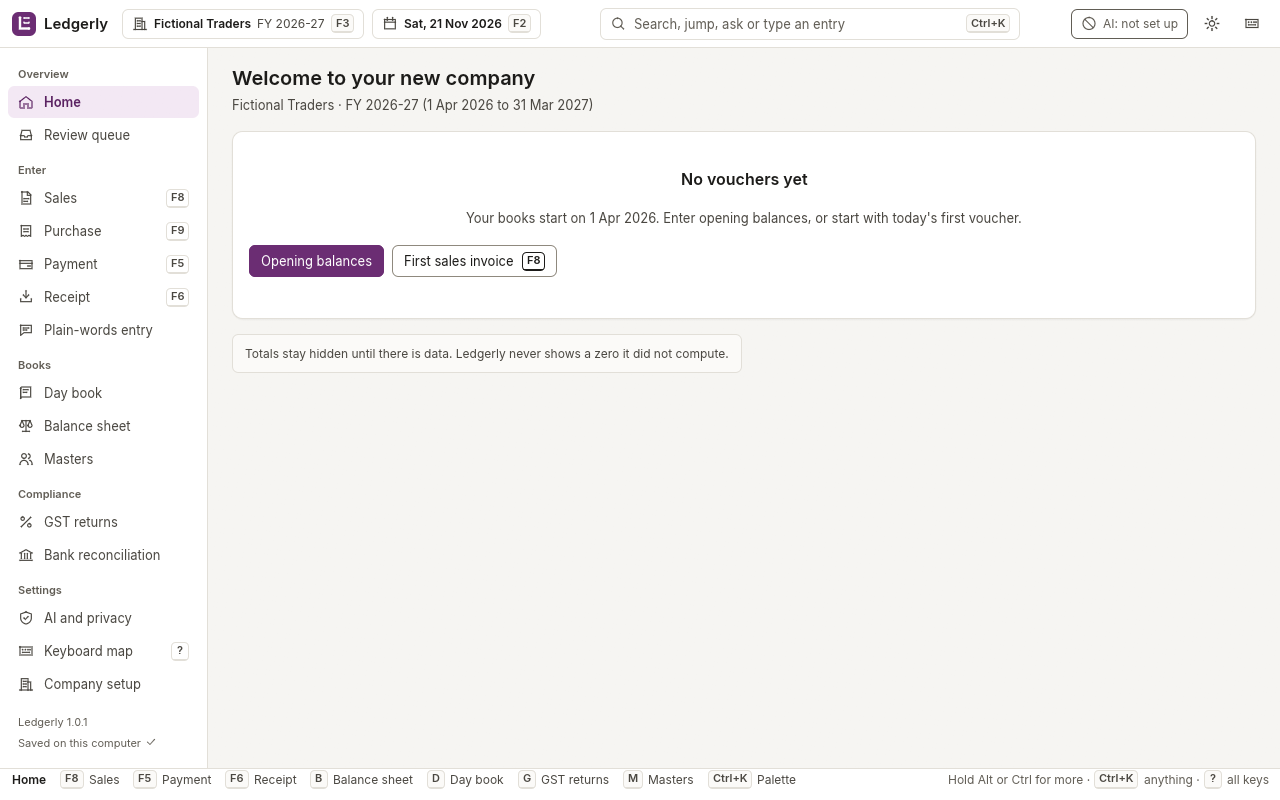 Ledgerly
Fictional Traders FY 2026-27 F3
Sat, 21 Nov 2026 F2
Search, jump, ask or type an entry Ctrl+K
AI: not set up
Overview
Home
Review queue
Enter
Sales F8
Purchase F9
Payment F5
Receipt F6
Plain-words entry
Books
Day book
Balance sheet
Masters
Compliance
GST returns
Bank reconciliation
Settings
AI and privacy
Keyboard map ?
Company setup
Ledgerly 1.0.1
Saved on this computer
Welcome to your new company
Fictional Traders · FY 2026-27 (1 Apr 2026 to 31 Mar 2027)
No vouchers yet
Your books start on 1 Apr 2026. Enter opening balances, or start with today's first voucher.
Opening balances
First sales invoice F8
Totals stay hidden until there is data. Ledgerly never shows a zero it did not compute.
Home F8 Sales F5 Payment F6 Receipt B Balance sheet D Day book G GST returns M Masters Ctrl+K Palette
Hold Alt or Ctrl for more · Ctrl+K anything · ? all keys